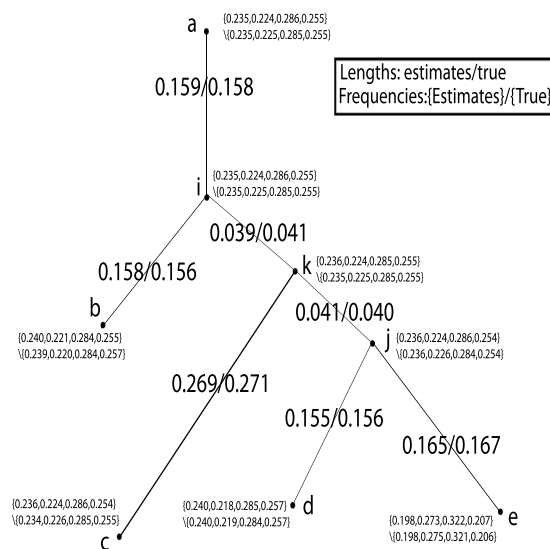 a
{0.235,0.224,0.286,0.255}
\{0.235,0.225,0.285,0.255}
Lengths: estimates/true
Frequencies:{Estimates}/{True}
0.159/0.158
i
{0.235,0.224,0.286,0.255}
\{0.235,0.225,0.285,0.255}
0.039/0.041
0.158/0.156
k
{0.236,0.224,0.285,0.255}
\{0.235,0.225,0.285,0.255}
b
0.041/0.040
{0.240,0.221,0.284,0.255}
\{0.239,0.220,0.284,0.257}
j
{0.236,0.224,0.286,0.254}
\{0.236,0.226,0.284,0.254}
0.269/0.271
0.155/0.156
0.165/0.167
{0.236,0.224,0.286,0.254}
\{0.234,0.226,0.285,0.255}
c
{0.240,0.218,0.285,0.257}
\{0.240,0.219,0.284,0.257}
d
e
{0.198,0.273,0.322,0.207}
\{0.198,0.275,0.321,0.206}